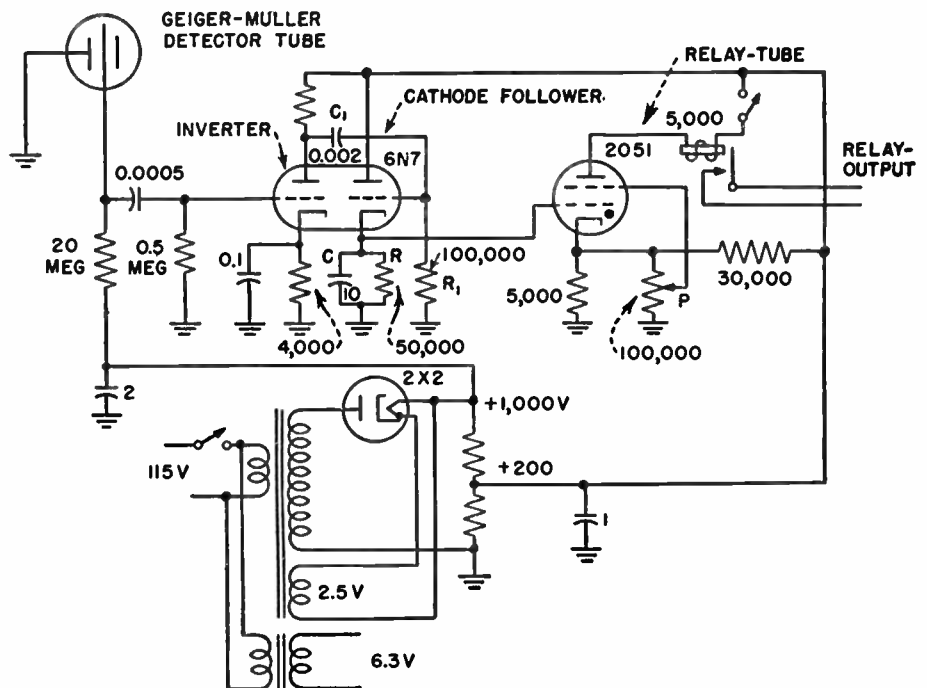 GEIGER-MULLER
DETECTOR TUBE
RELAY-TUBE
CATHODE FOLLOWER.
C1
INVERTER
0.002
6N7
5,000
2051
RELAY-
OUTPUT
0.0005
20
MEG
0.5
MEG
0.1
C
10
R
100,000
R1
5,000
P
30,000
4,000
50,000
100,000
2
2X2
+1,000V
+200
115V
1
2.5V
6.3V